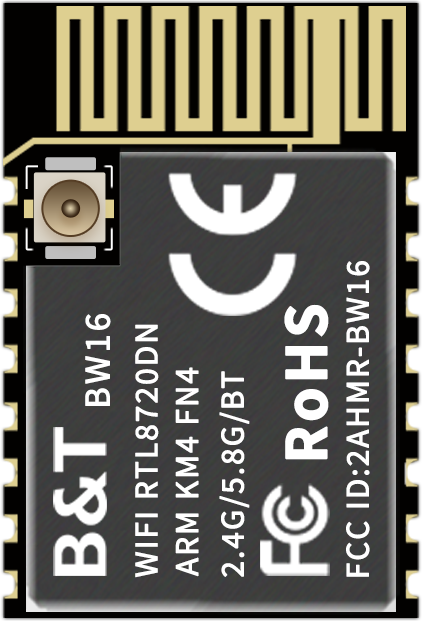 B&T BW16
WIFI RTL8720DN
ARM KM4 FN4
2.4G/5.8G/BT
CE
FC RoHS
FCC ID:2AHMR-BW16